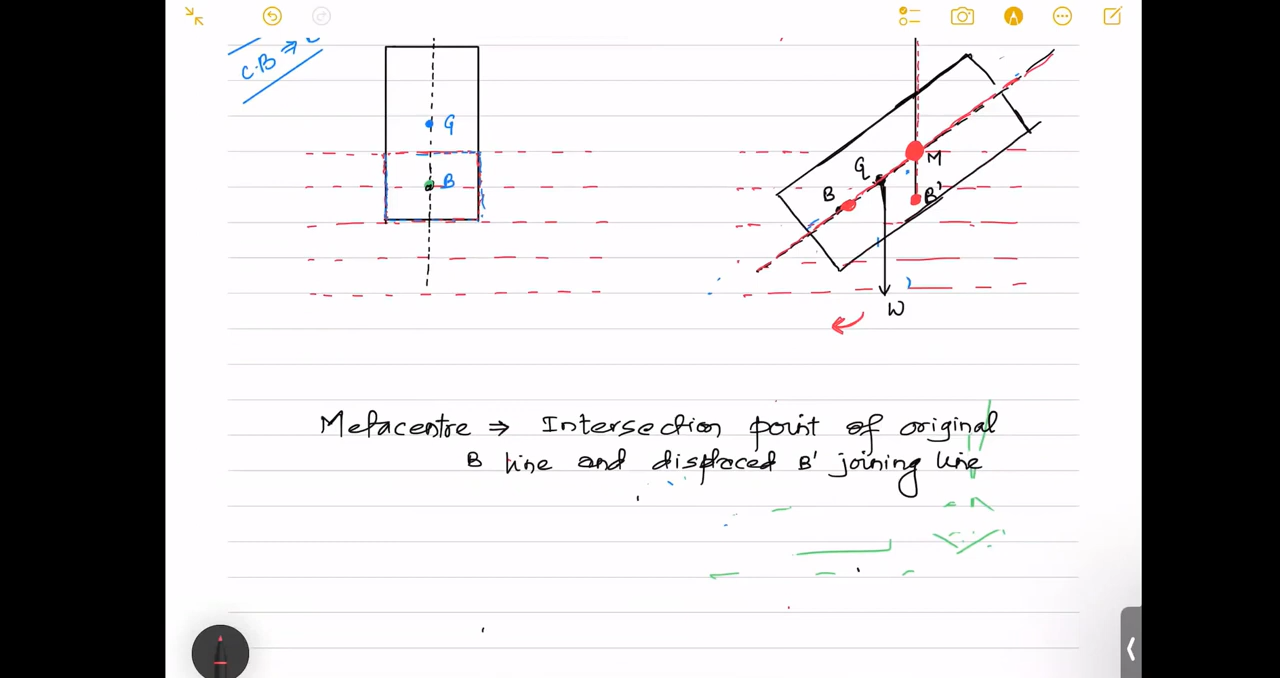 C.B ⇒
G
B
M
G
B
B'
W
Metacentre ⇒ Intersection point of original
B line and displaced B' joining line